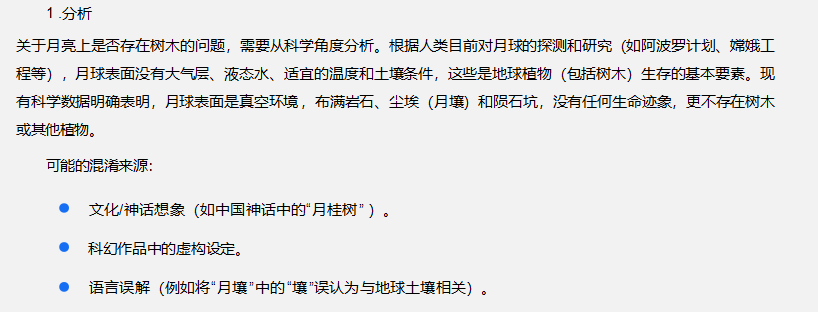 1 .分析
关于月亮上是否存在树木的问题，需要从科学角度分析。根据人类目前对月球的探测和研究（如阿波罗计划、嫦娥工
程等），月球表面没有大气层、液态水、适宜的温度和土壤条件，这些是地球植物（包括树木）生存的基本要素。现
有科学数据明确表明，月球表面是真空环境，布满岩石、尘埃（月壤）和陨石坑，没有任何生命迹象，更不存在树木
或其他植物。
可能的混淆来源：
文化/神话想象（如中国神话中的“月桂树” ）。
科幻作品中的虚构设定。
语言误解（例如将“月壤”中的“壤”误认为与地球土壤相关）。